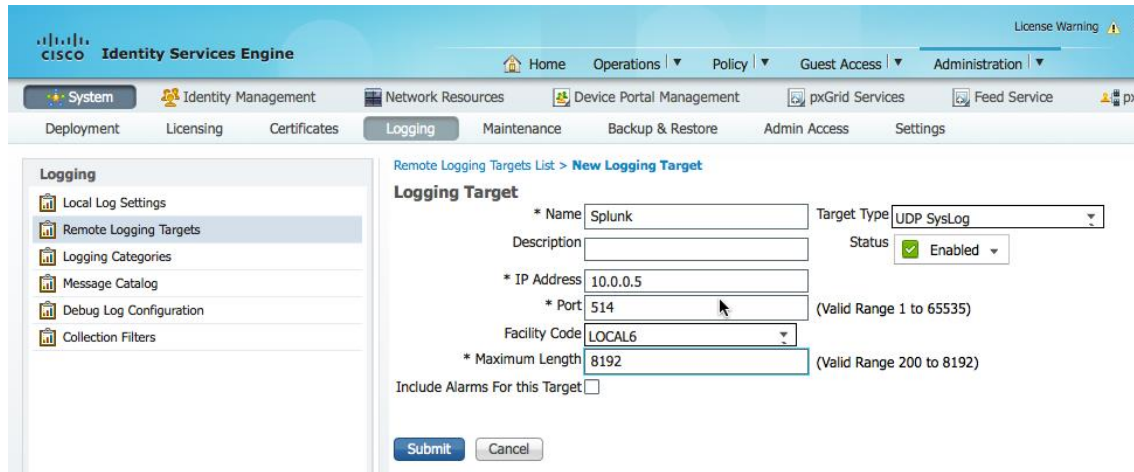 License Warning
CISCO Identity Services Engine
Home Operations Policy Guest Access Administration
System Identity Management Network Resources Device Portal Management pxGrid Services Feed Service
Deployment Licensing Certificates Logging Maintenance Backup & Restore Admin Access Settings
Logging
Local Log Settings
Remote Logging Targets
Logging Categories
Message Catalog
Debug Log Configuration
Collection Filters
Remote Logging Targets List > New Logging Target
Logging Target
* Name Splunk Target Type UDP SysLog
Description Status Enabled
* IP Address 10.0.0.5
* Port 514 (Valid Range 1 to 65535)
Facility Code LOCAL6
* Maximum Length 8192 (Valid Range 200 to 8192)
Include Alarms For this Target
Submit Cancel